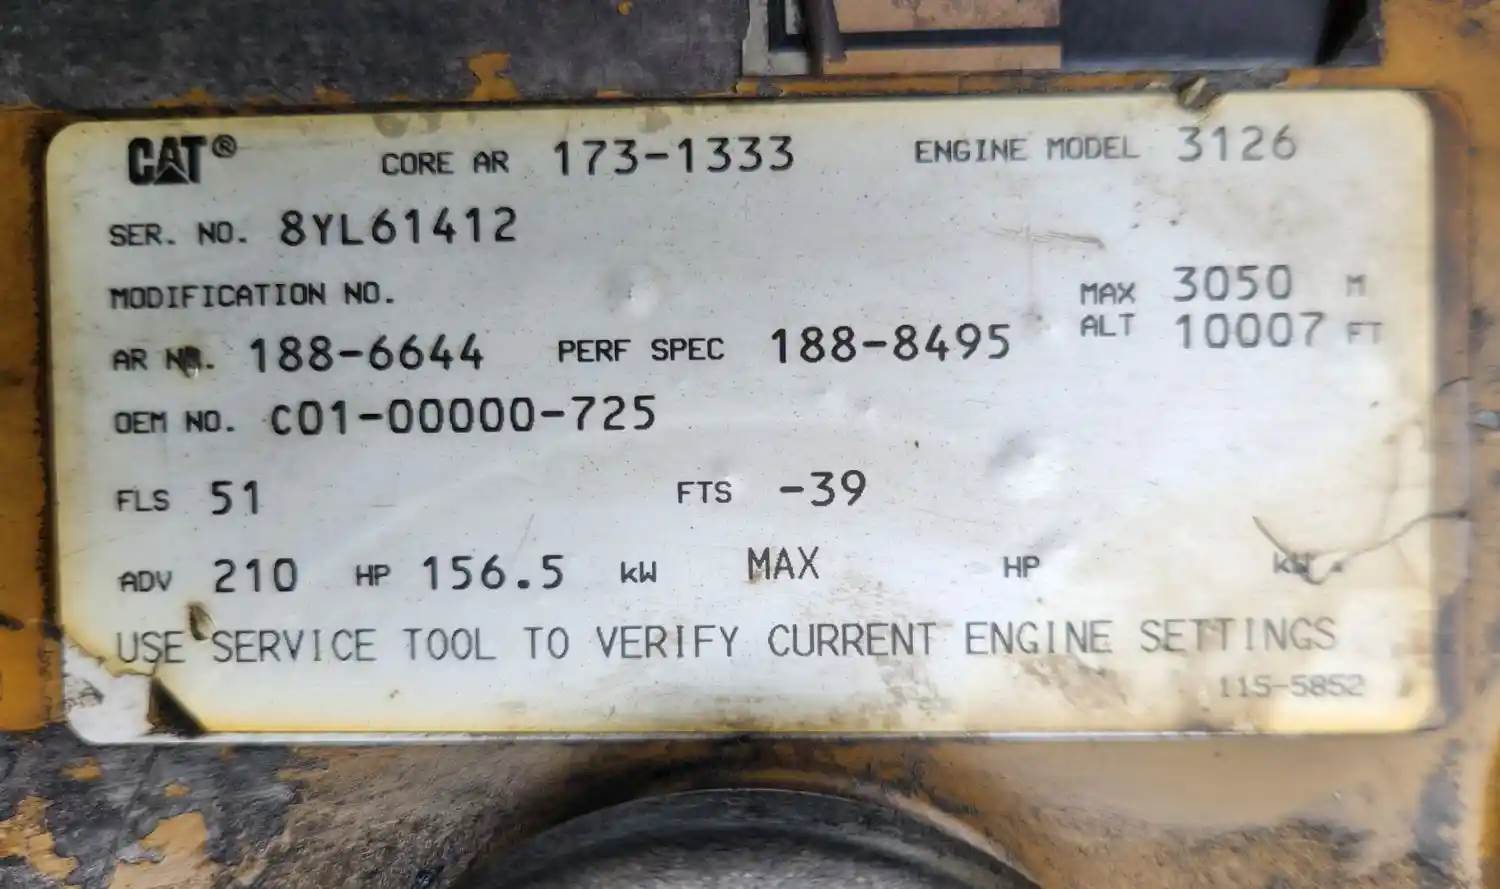 CAT® CORE AR 173-1333 ENGINE MODEL 3126
SER. NO. 8YL61412
MODIFICATION NO.
MAX ALT 3050 M
10007 FT
AR NO. 188-6644 PERF SPEC 188-8495
OEM NO. C01-00000-725
FLS 51 FTS -39
ADV 210 HP 156.5 kW MAX HP kW
USE SERVICE TOOL TO VERIFY CURRENT ENGINE SETTINGS
115-5852